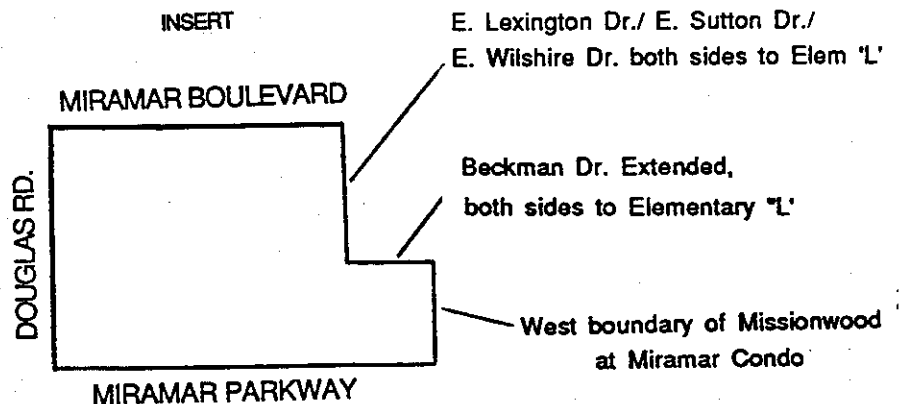 INSERT
E. Lexington Dr./ E. Sutton Dr./
E. Wilshire Dr. both sides to Elem 'L'
MIRAMAR BOULEVARD
Beckman Dr. Extended,
both sides to Elementary "L'
DOUGLAS RD.
West boundary of Missionwood
at Miramar Condo
MIRAMAR PARKWAY